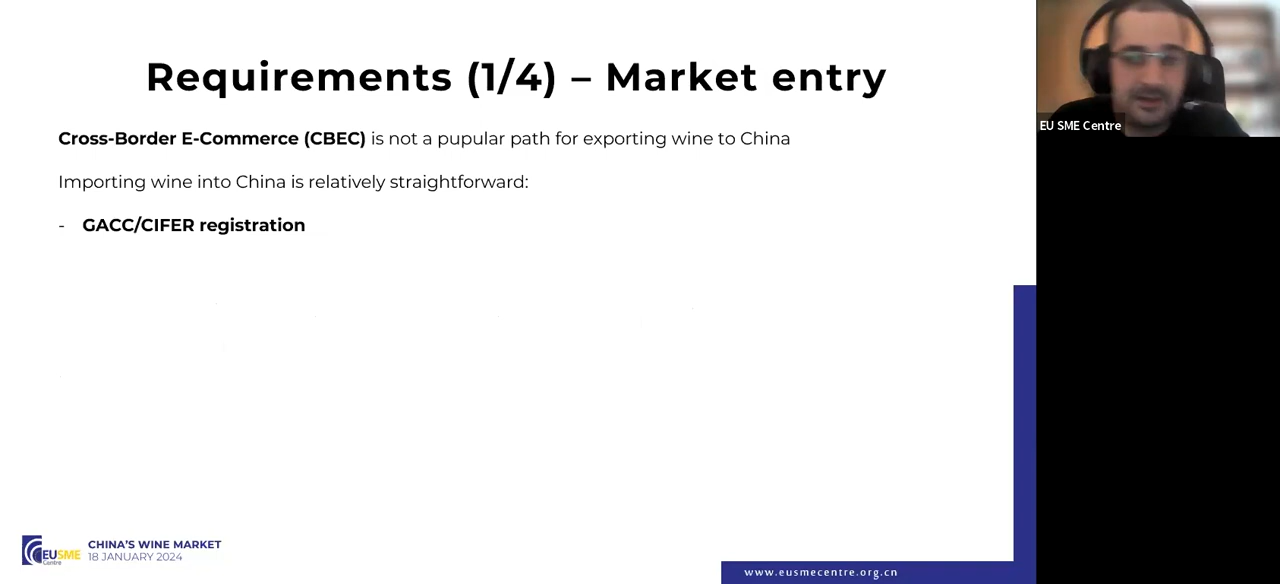 Requirements (1/4) – Market entry
Cross-Border E-Commerce (CBEC) is not a pupular path for exporting wine to China
Importing wine into China is relatively straightforward:
- GACC/CIFER registration
EU SME Centre
EUSME
Centre
CHINA'S WINE MARKET
18 JANUARY 2024
www.eusmecentre.org.cn